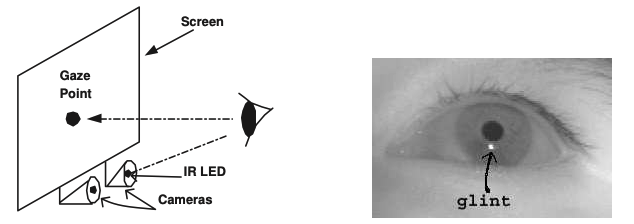 Screen
Gaze
Point
IR LED
Cameras
glint